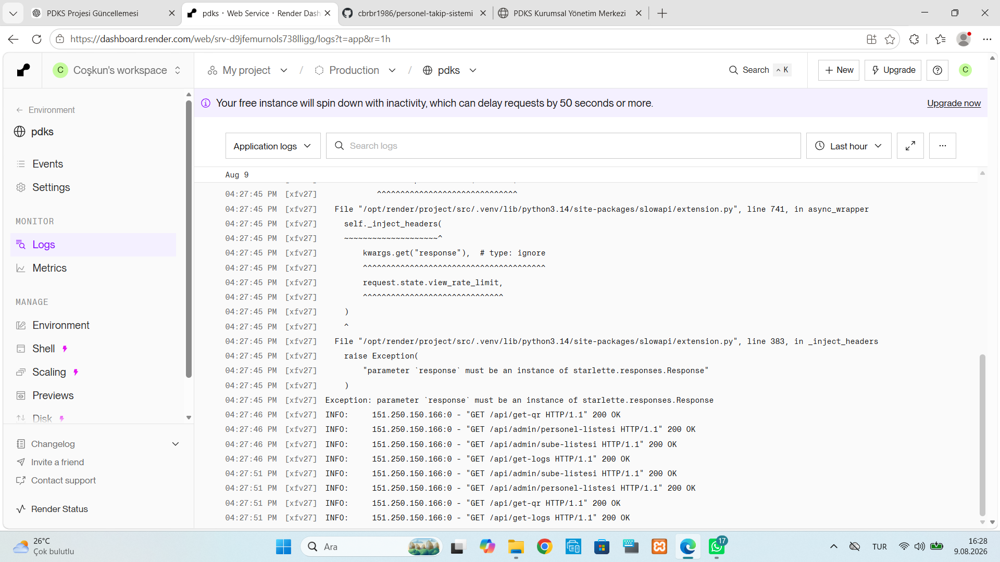 PDKS Projesi Güncellemesi
pdks · Web Service · Render Dash
cbrbr1986/personel-takip-sistemi
PDKS Kurumsal Yönetim Merkezi
https://dashboard.render.com/web/srv-d9jfemurnols738lligg/logs?t=app&r=1h
C Coşkun's workspace
My project / Production / pdks
Search ^ K
+ New
Upgrade
C
Environment
pdks
Events
Settings
MONITOR
Logs
Metrics
MANAGE
Environment
Shell
Scaling
Previews
Disk
Changelog
Invite a friend
Contact support
Render Status
Your free instance will spin down with inactivity, which can delay requests by 50 seconds or more.
Upgrade now
Application logs
Search logs
Last hour
Aug 9
04:27:45 PM [xfv27] ^^^^^^^^^^^^^^^^^^^^^^^^^^^^^^
04:27:45 PM [xfv27] File "/opt/render/project/src/.venv/lib/python3.14/site-packages/slowapi/extension.py", line 741, in async_wrapper
04:27:45 PM [xfv27] self._inject_headers(
04:27:45 PM [xfv27] ~~~~~~~~~~~~~~~~~~~~^
04:27:45 PM [xfv27] kwargs.get("response"), # type: ignore
04:27:45 PM [xfv27] ^^^^^^^^^^^^^^^^^^^^^^^^^^^^^^^^^^^^^^^
04:27:45 PM [xfv27] request.state.view_rate_limit,
04:27:45 PM [xfv27] ^^^^^^^^^^^^^^^^^^^^^^^^^^^^^^
04:27:45 PM [xfv27] )
04:27:45 PM [xfv27] ^
04:27:45 PM [xfv27] File "/opt/render/project/src/.venv/lib/python3.14/site-packages/slowapi/extension.py", line 383, in _inject_headers
04:27:45 PM [xfv27] raise Exception(
04:27:45 PM [xfv27] "parameter `response` must be an instance of starlette.responses.Response"
04:27:45 PM [xfv27] )
04:27:45 PM [xfv27] Exception: parameter `response` must be an instance of starlette.responses.Response
04:27:46 PM [xfv27] INFO: 151.250.150.166:0 - "GET /api/get-qr HTTP/1.1" 200 OK
04:27:46 PM [xfv27] INFO: 151.250.150.166:0 - "GET /api/admin/personel-listesi HTTP/1.1" 200 OK
04:27:46 PM [xfv27] INFO: 151.250.150.166:0 - "GET /api/admin/sube-listesi HTTP/1.1" 200 OK
04:27:46 PM [xfv27] INFO: 151.250.150.166:0 - "GET /api/get-logs HTTP/1.1" 200 OK
04:27:51 PM [xfv27] INFO: 151.250.150.166:0 - "GET /api/admin/sube-listesi HTTP/1.1" 200 OK
04:27:51 PM [xfv27] INFO: 151.250.150.166:0 - "GET /api/admin/personel-listesi HTTP/1.1" 200 OK
04:27:51 PM [xfv27] INFO: 151.250.150.166:0 - "GET /api/get-qr HTTP/1.1" 200 OK
04:27:51 PM [xfv27] INFO: 151.250.150.166:0 - "GET /api/get-logs HTTP/1.1" 200 OK
26°C
Çok bulutlu
Ara
17
TUR
16:28
9.08.2026